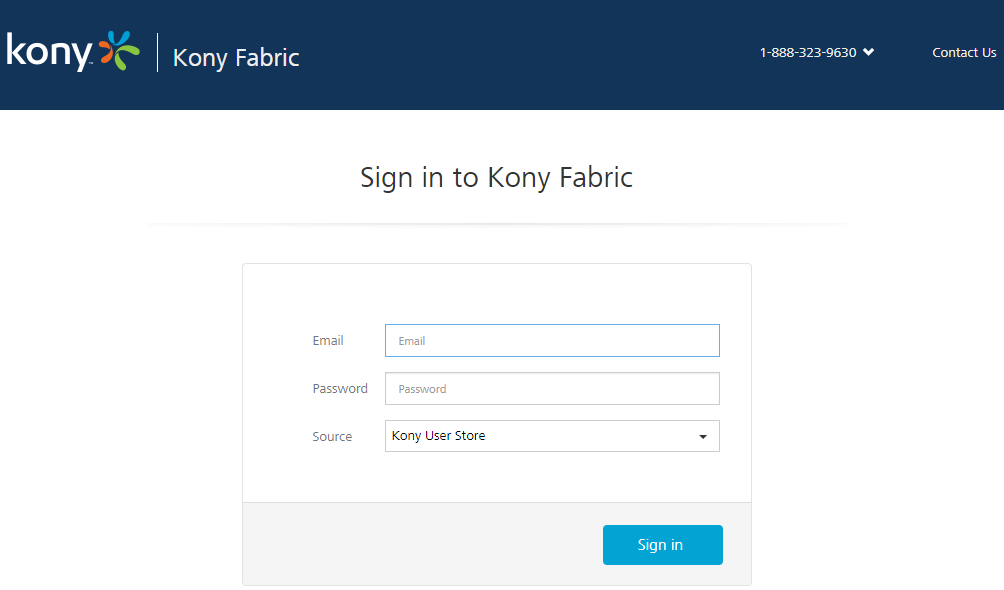 kony™ Kony Fabric 1-888-323-9630 Contact Us
Sign in to Kony Fabric
Email Email
Password Password
Source Kony User Store
Sign in